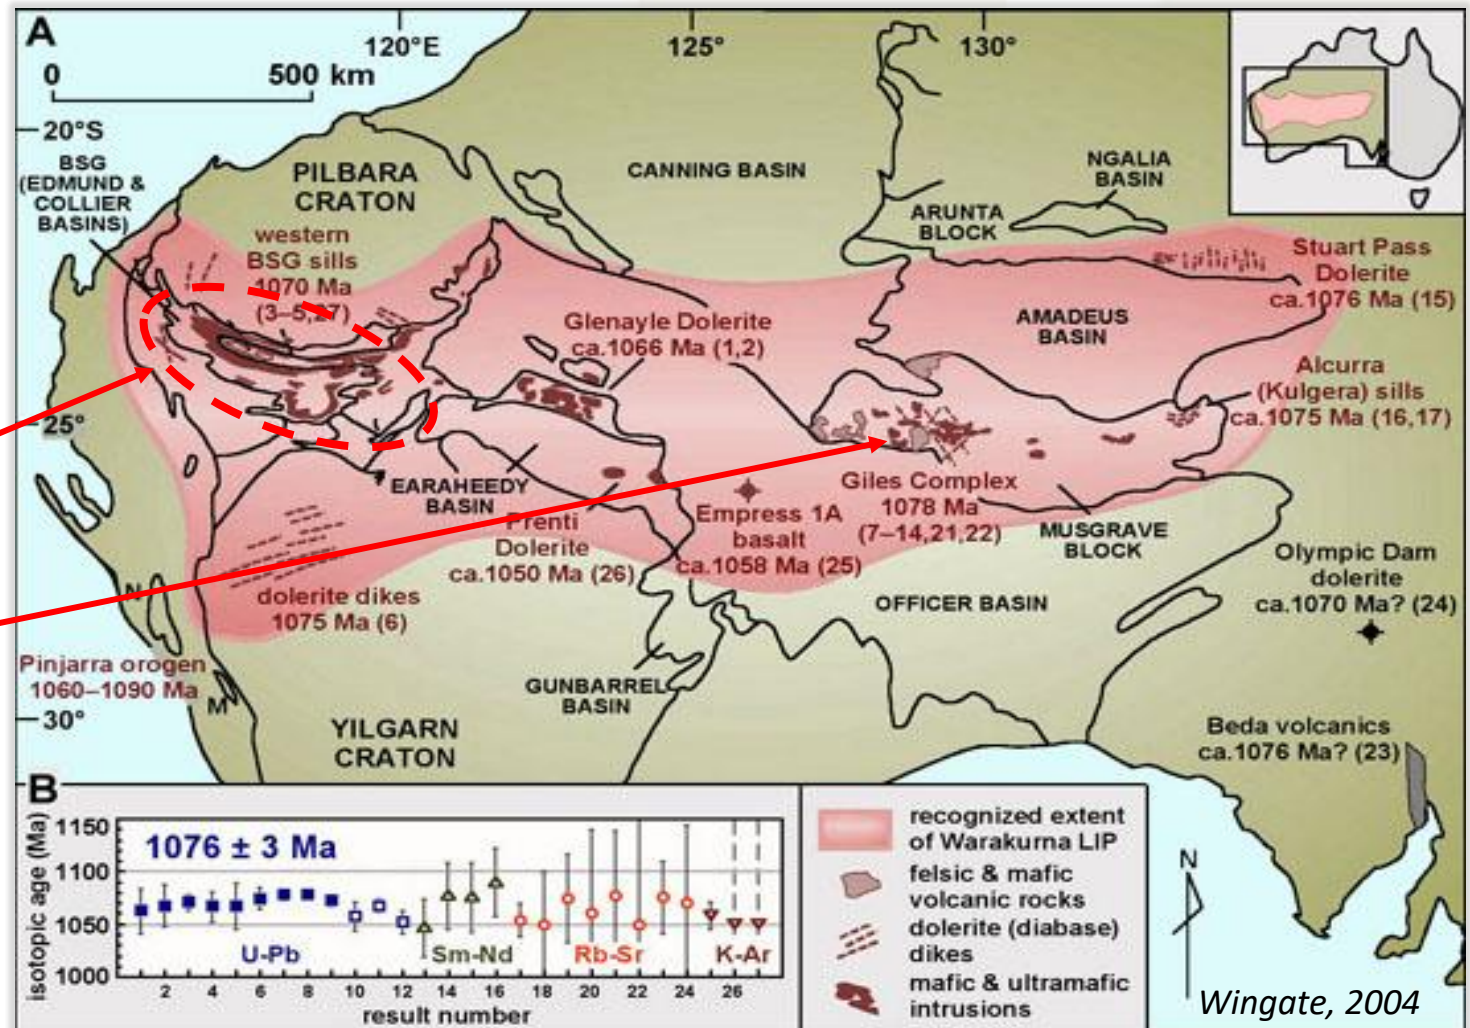 A
0 500 km
120°E
125°
130°
20°S
BSG
(EDMUND &
COLLIER
BASINS)
PILBARA
CRATON
CANNING BASIN
NGALIA
BASIN
ARUNTA
BLOCK
western
BSG sills
1070 Ma
(3–5,27)
Glenayle Dolerite
ca.1066 Ma (1,2)
AMADEUS
BASIN
Stuart Pass
Dolerite
ca.1076 Ma (15)
Alcurra
(Kulgera) sills
ca.1075 Ma (16,17)
25°
EARAHEEDY
BASIN
Prenti
Dolerite
ca.1050 Ma (26)
Empress 1A
basalt
ca.1058 Ma (25)
Giles Complex
1078 Ma
(7–14,21,22)
MUSGRAVE
BLOCK
Olympic Dam
dolerite
ca.1070 Ma? (24)
dolerite dikes
1075 Ma (6)
OFFICER BASIN
N
Pinjarra orogen
1060–1090 Ma
M
GUNBARREL
BASIN
30°
YILGARN
CRATON
Beda volcanics
ca.1076 Ma? (23)
B
isotopic age (Ma)
1150
1100
1050
1000
1076 ± 3 Ma
U-Pb
Sm-Nd
Rb-Sr
K-Ar
2 4 6 8 10 12 14 16 18 20 22 24 26
result number
recognized extent
of Warakurna LIP
felsic & mafic
volcanic rocks
dolerite (diabase)
dikes
mafic & ultramafic
intrusions
N
Wingate, 2004